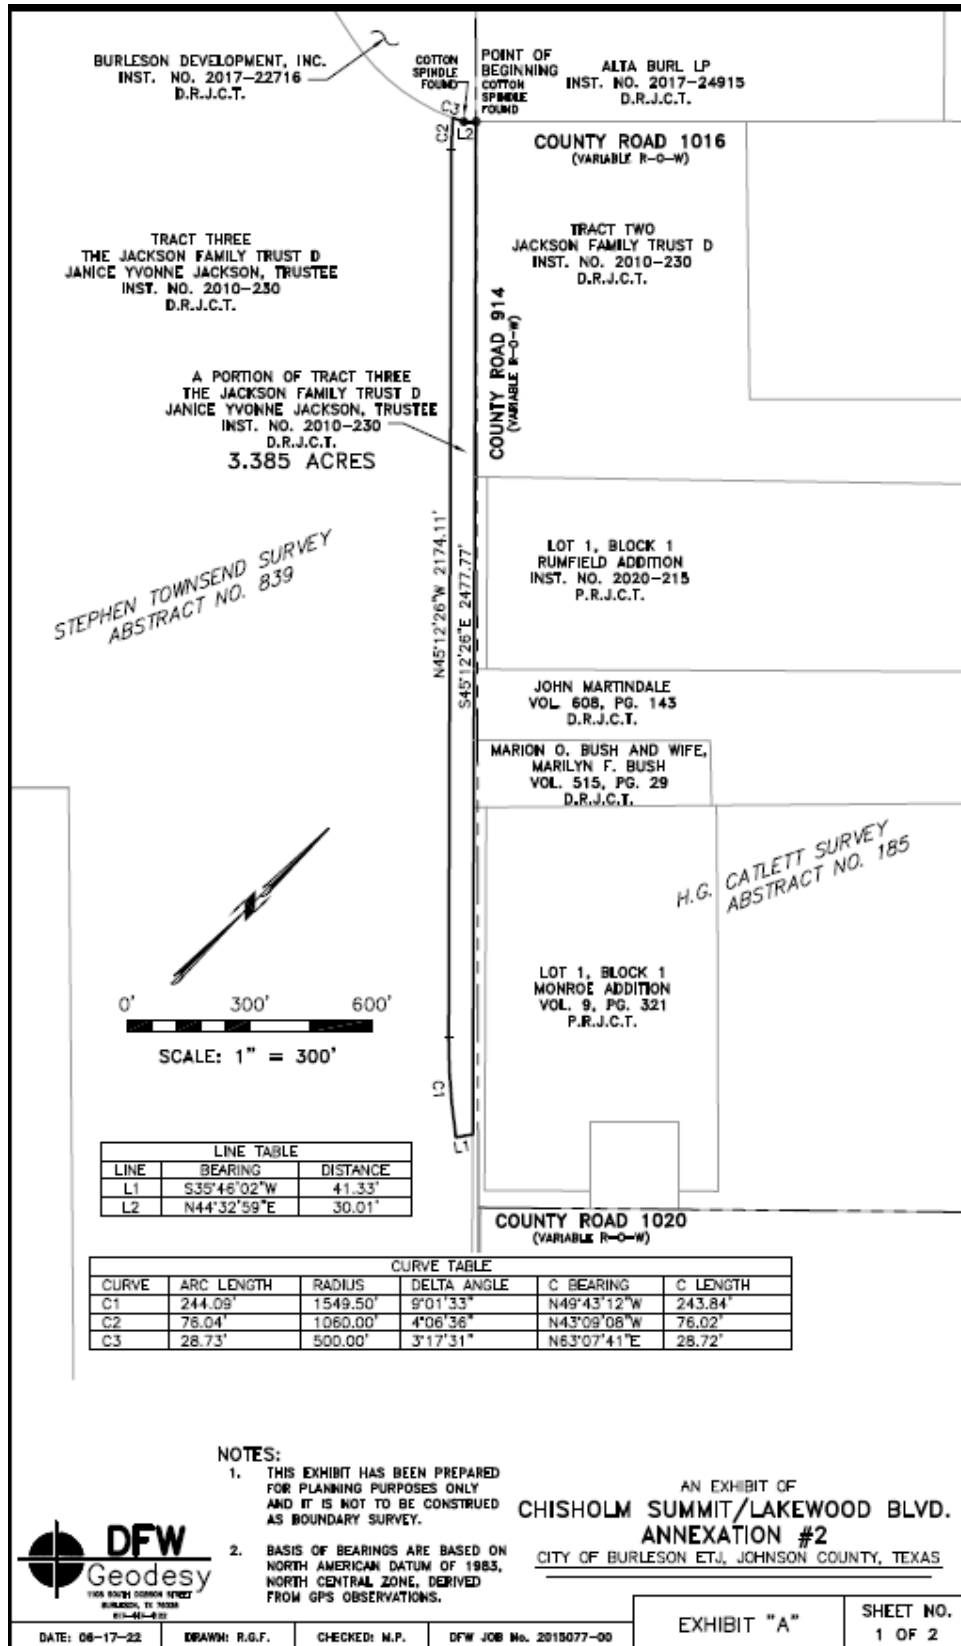 BURLESON DEVELOPMENT, INC.
INST. NO. 2017-22716
D.R.J.C.T.
COTTON
SPINDLE
FOUND
POINT OF
BEGINNING
COTTON
SPINDLE
FOUND
ALTA BURL LP
INST. NO. 2017-24915
D.R.J.C.T.
C3
C2
L2
COUNTY ROAD 1016
(VARIABLE R-O-W)
TRACT THREE
THE JACKSON FAMILY TRUST D
JANICE YVONNE JACKSON, TRUSTEE
INST. NO. 2010-230
D.R.J.C.T.
TRACT TWO
JACKSON FAMILY TRUST D
INST. NO. 2010-230
D.R.J.C.T.
COUNTY ROAD 914
(VARIABLE R-O-W)
A PORTION OF TRACT THREE
THE JACKSON FAMILY TRUST D
JANICE YVONNE JACKSON, TRUSTEE
INST. NO. 2010-230
D.R.J.C.T.
3.385 ACRES
N45°12'26"W 2174.11'
S45°12'26"E 2477.77'
STEPHEN TOWNSEND SURVEY
ABSTRACT NO. 839
LOT 1, BLOCK 1
RUMFIELD ADDITION
INST. NO. 2020-215
P.R.J.C.T.
JOHN MARTINDALE
VOL. 608, PG. 143
D.R.J.C.T.
MARION O. BUSH AND WIFE,
MARILYN F. BUSH
VOL. 515, PG. 29
D.R.J.C.T.
H.G. CATLETT SURVEY
ABSTRACT NO. 185
LOT 1, BLOCK 1
MONROE ADDITION
VOL. 9, PG. 321
P.R.J.C.T.
0' 300' 600'
SCALE: 1" = 300'
C1
L1
LINE TABLE
LINE BEARING DISTANCE
L1 S35°46'02"W 41.33'
L2 N44°32'59"E 30.01'
COUNTY ROAD 1020
(VARIABLE R-O-W)
CURVE TABLE
CURVE ARC LENGTH RADIUS DELTA ANGLE C BEARING C LENGTH
C1 244.09' 1549.50' 9°01'33" N49°43'12"W 243.84'
C2 76.04' 1060.00' 4°06'36" N43°09'08"W 76.02'
C3 28.73' 500.00' 3°17'31" N63°07'41"E 28.72'
NOTES:
1. THIS EXHIBIT HAS BEEN PREPARED
FOR PLANNING PURPOSES ONLY
AND IT IS NOT TO BE CONSTRUED
AS BOUNDARY SURVEY.
2. BASIS OF BEARINGS ARE BASED ON
NORTH AMERICAN DATUM OF 1983,
NORTH CENTRAL ZONE, DERIVED
FROM GPS OBSERVATIONS.
DFW
Geodesy
AN EXHIBIT OF
CHISHOLM SUMMIT/LAKEWOOD BLVD.
ANNEXATION #2
CITY OF BURLESON ETJ, JOHNSON COUNTY, TEXAS
DATE: 06-17-22 DRAWN: R.G.F. CHECKED: M.P. DFW JOB No. 2015077-00
EXHIBIT "A"
SHEET NO.
1 OF 2